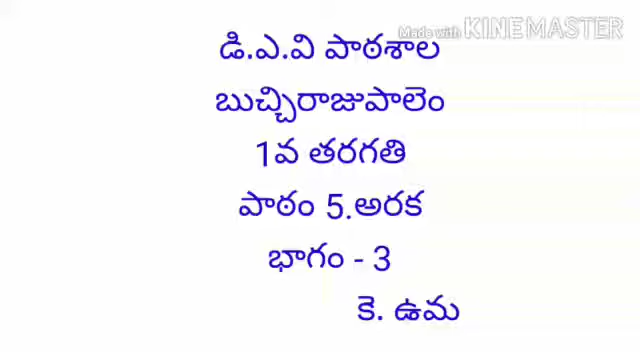 Made with KINEMASTER
డి.ఎ.వి పాఠశాల
బుచ్చిరాజుపాలెం
1వ తరగతి
పాఠం 5.అరక
భాగం - 3
కె. ఉమ